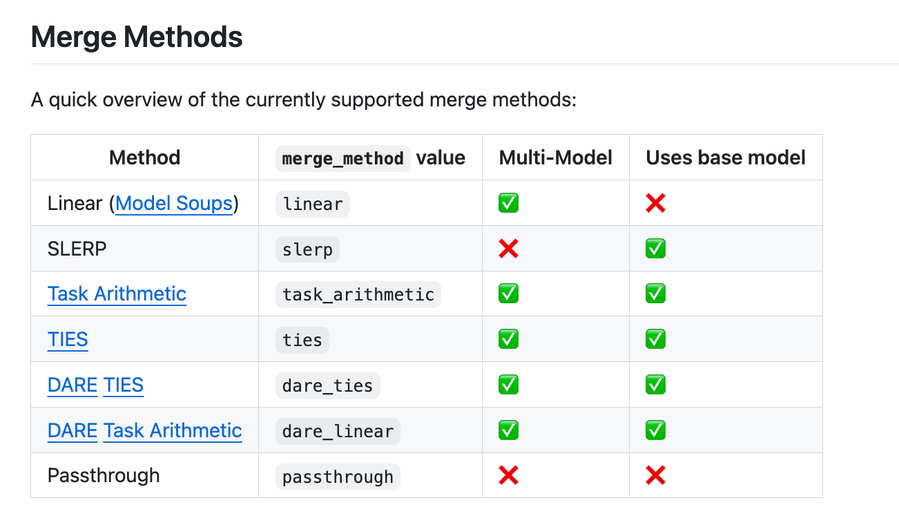 Merge Methods
A quick overview of the currently supported merge methods:
Method merge_method value Multi-Model Uses base model
Linear (Model Soups) linear ✅ ❌
SLERP slerp ❌ ✅
Task Arithmetic task_arithmetic ✅ ✅
TIES ties ✅ ✅
DARE TIES dare_ties ✅ ✅
DARE Task Arithmetic dare_linear ✅ ✅
Passthrough passthrough ❌ ❌